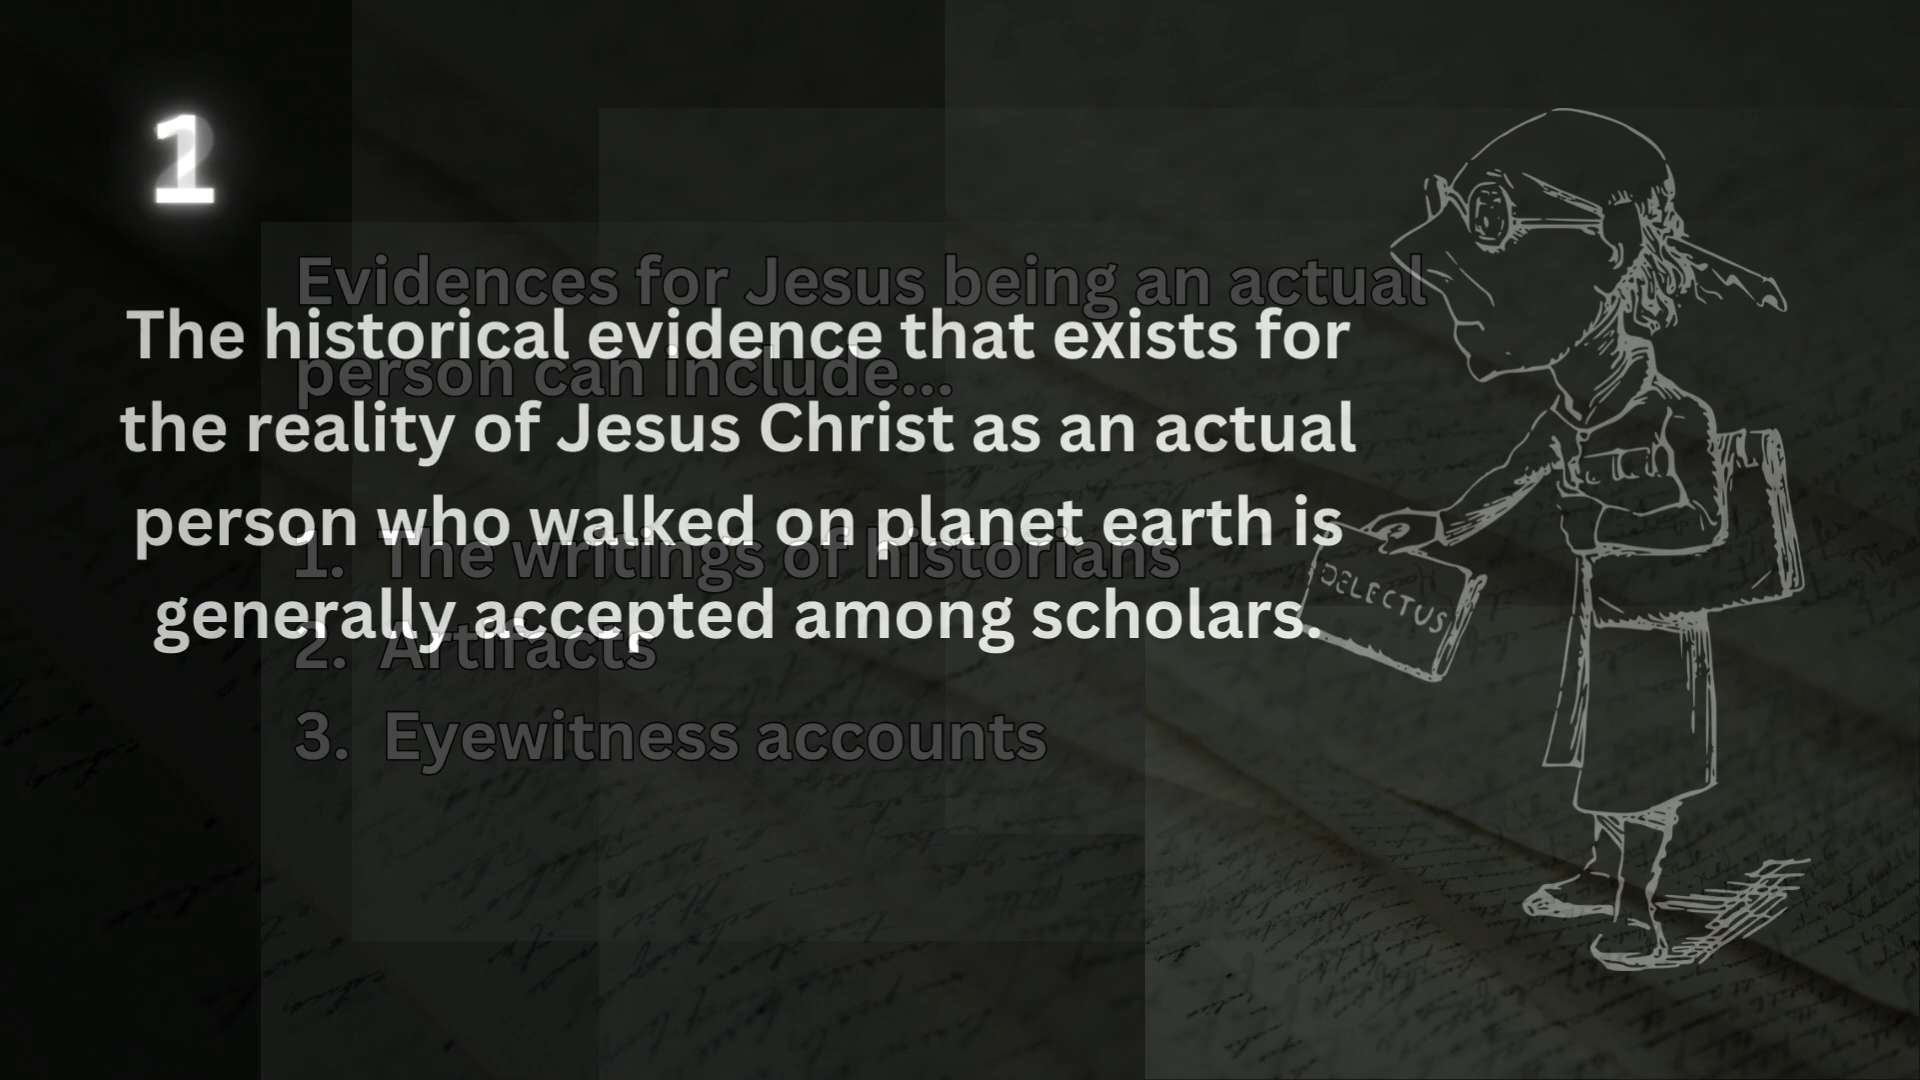 1
2
The historical evidence that exists for
the reality of Jesus Christ as an actual
person who walked on planet earth is
generally accepted among scholars.
Evidences for Jesus being an actual
person can include...
1. The writings of historians
2. Artifacts
3. Eyewitness accounts
DELECTUS